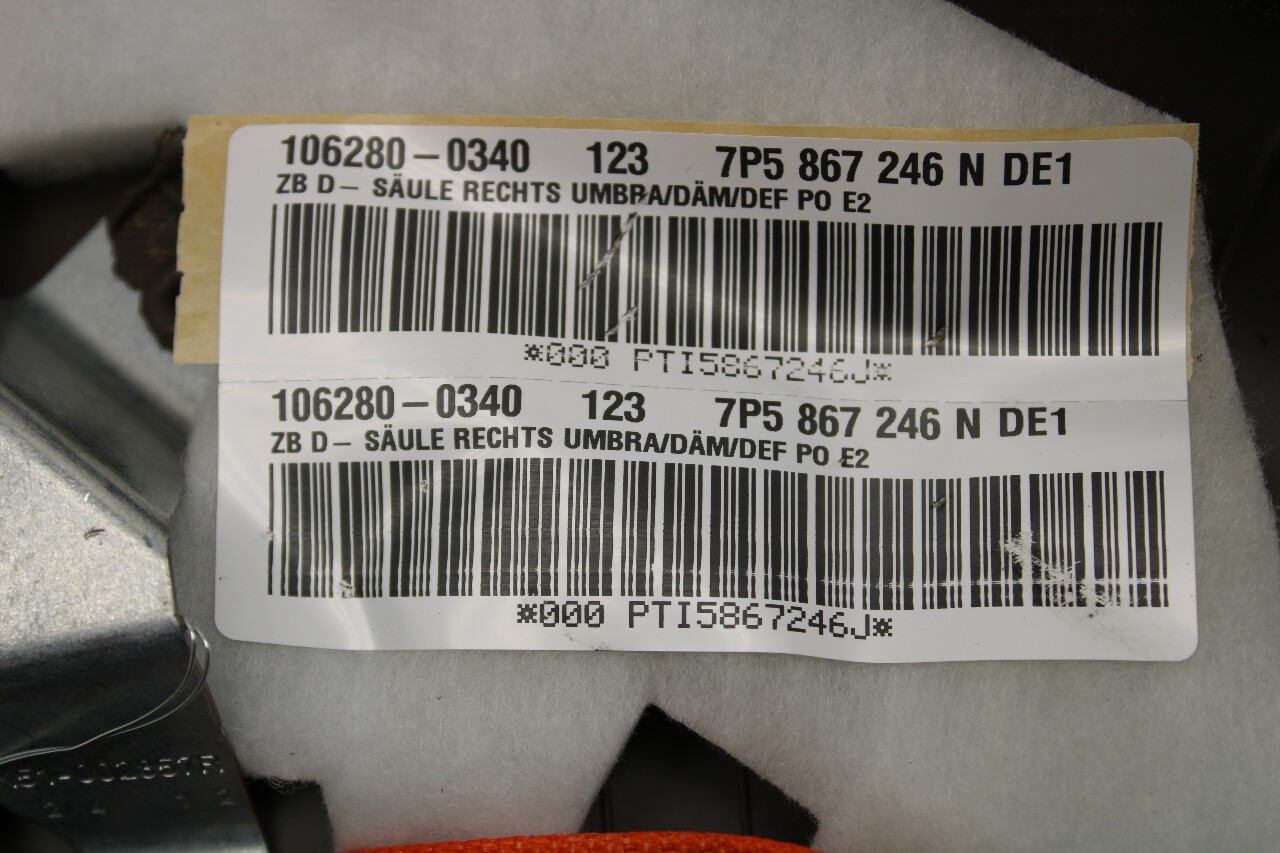 106280-0340 123 7P5 867 246 N DE1
ZB D- SÄULE RECHTS UMBRA/DÄM/DEF PO E2
*000 PTI5867246J*
106280-0340 123 7P5 867 246 N DE1
ZB D- SÄULE RECHTS UMBRA/DÄM/DEF PO E2
*000 PTI5867246J*